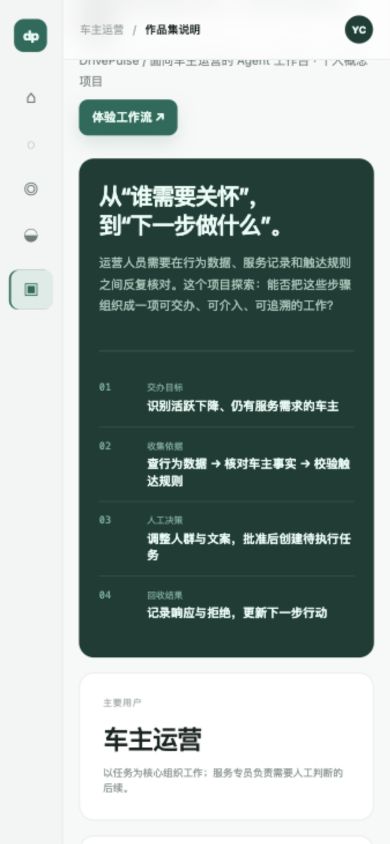 dp
车主运营 / 作品集说明
YC
DrivePulse / 面向车主运营的 Agent 工作台 · 个人概念
项目
体验工作流 ↗
从“谁需要关怀”，
到“下一步做什么”。
运营人员需要在行为数据、服务记录和触达规则
之间反复核对。这个项目探索：能否把这些步骤
组织成一项可交办、可介入、可追溯的工作？
01 交办目标
识别活跃下降、仍有服务需求的车主
02 收集依据
查行为数据 → 核对车主事实 → 校验触
达规则
03 人工决策
调整人群与文案，批准后创建待执行任
务
04 回收结果
记录响应与拒绝，更新下一步行动
主要用户
车主运营
以任务为核心组织工作；服务专员负责需要人工判断的
后续。